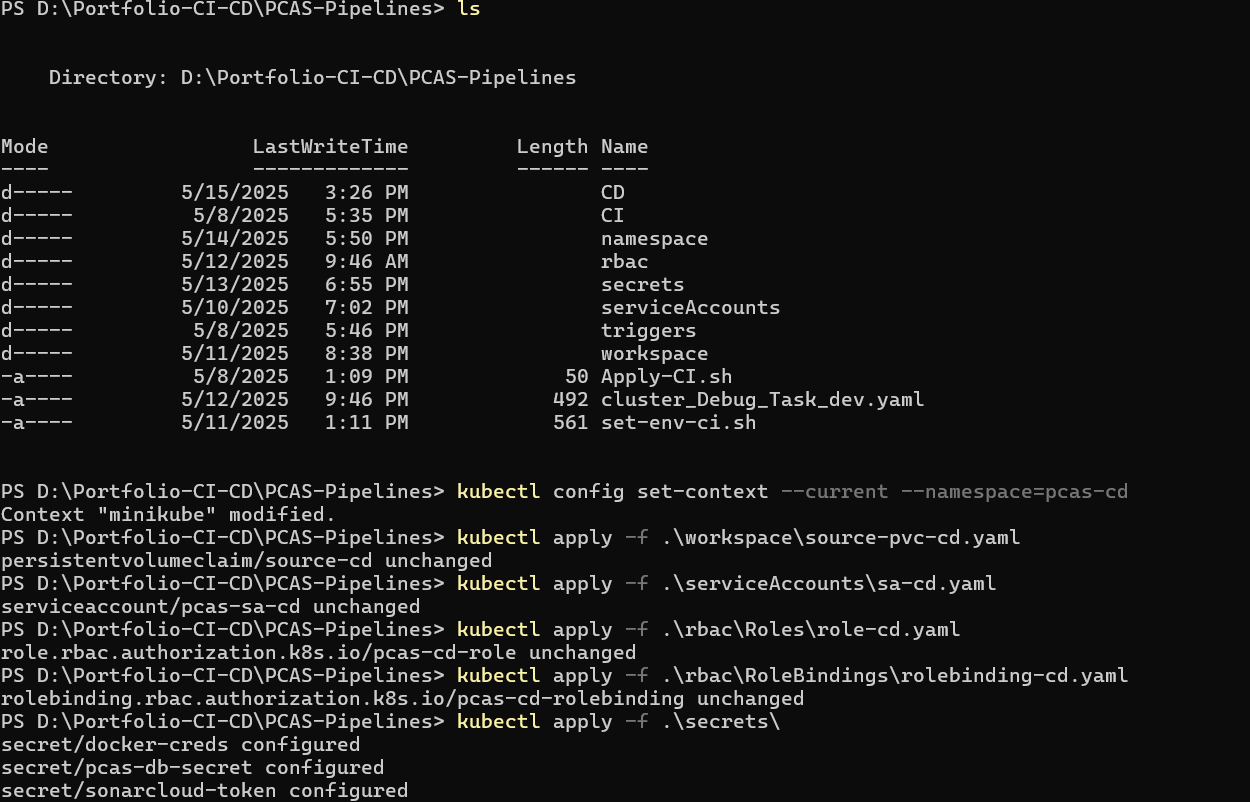 PS D:\Portfolio-CI-CD\PCAS-Pipelines> ls
Directory: D:\Portfolio-CI-CD\PCAS-Pipelines
Mode LastWriteTime Length Name
---- ------------- ------ ----
d----- 5/15/2025 3:26 PM CD
d----- 5/8/2025 5:35 PM CI
d----- 5/14/2025 5:50 PM namespace
d----- 5/12/2025 9:46 AM rbac
d----- 5/13/2025 6:55 PM secrets
d----- 5/10/2025 7:02 PM serviceAccounts
d----- 5/8/2025 5:46 PM triggers
d----- 5/11/2025 8:38 PM workspace
-a---- 5/8/2025 1:09 PM 50 Apply-CI.sh
-a---- 5/12/2025 9:46 PM 492 cluster_Debug_Task_dev.yaml
-a---- 5/11/2025 1:11 PM 561 set-env-ci.sh
PS D:\Portfolio-CI-CD\PCAS-Pipelines> kubectl config set-context --current --namespace=pcas-cd
Context "minikube" modified.
PS D:\Portfolio-CI-CD\PCAS-Pipelines> kubectl apply -f .\workspace\source-pvc-cd.yaml
persistentvolumeclaim/source-cd unchanged
PS D:\Portfolio-CI-CD\PCAS-Pipelines> kubectl apply -f .\serviceAccounts\sa-cd.yaml
serviceaccount/pcas-sa-cd unchanged
PS D:\Portfolio-CI-CD\PCAS-Pipelines> kubectl apply -f .\rbac\Roles\role-cd.yaml
role.rbac.authorization.k8s.io/pcas-cd-role unchanged
PS D:\Portfolio-CI-CD\PCAS-Pipelines> kubectl apply -f .\rbac\RoleBindings\rolebinding-cd.yaml
rolebinding.rbac.authorization.k8s.io/pcas-cd-rolebinding unchanged
PS D:\Portfolio-CI-CD\PCAS-Pipelines> kubectl apply -f .\secrets\
secret/docker-creds configured
secret/pcas-db-secret configured
secret/sonarcloud-token configured